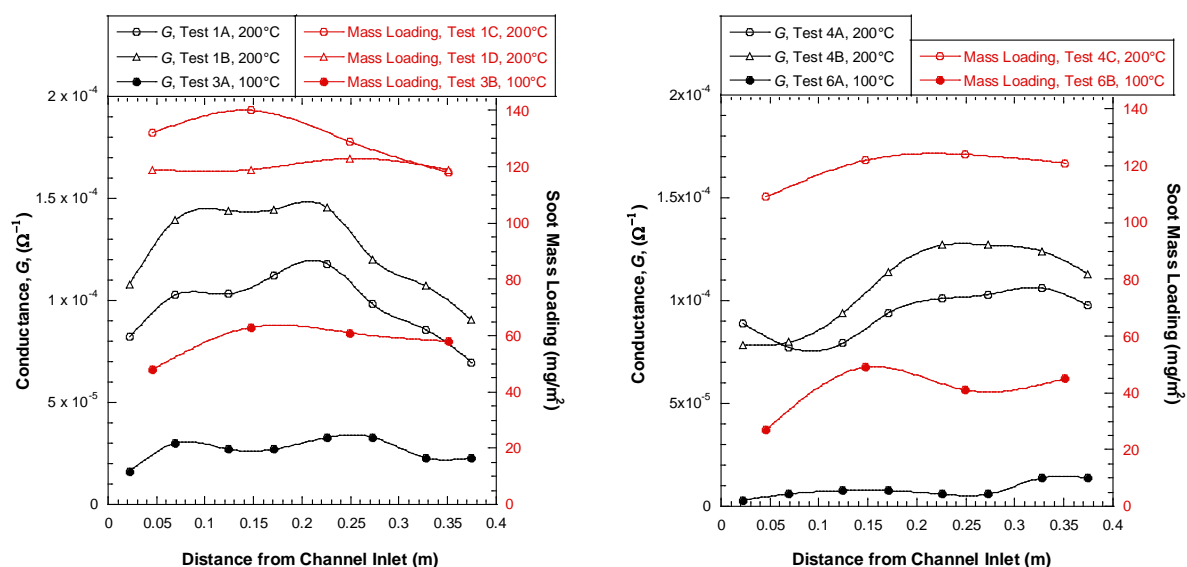 G, Test 1A, 200°C
G, Test 1B, 200°C
G, Test 3A, 100°C
Mass Loading, Test 1C, 200°C
Mass Loading, Test 1D, 200°C
Mass Loading, Test 3B, 100°C
2 x 10⁻⁴
1.5 x 10⁻⁴
1 x 10⁻⁴
5 x 10⁻⁵
0
Conductance, G, (Ω⁻¹)
140
120
100
80
60
40
20
0
Soot Mass Loading (mg/m²)
0 0.05 0.1 0.15 0.2 0.25 0.3 0.35 0.4
Distance from Channel Inlet (m)
G, Test 4A, 200°C
G, Test 4B, 200°C
G, Test 6A, 100°C
Mass Loading, Test 4C, 200°C
Mass Loading, Test 6B, 100°C
2x10⁻⁴
1.5x10⁻⁴
1x10⁻⁴
5x10⁻⁵
0
Conductance, G, (Ω⁻¹)
140
120
100
80
60
40
20
0
Soot Mass Loading (mg/m²)
0 0.05 0.1 0.15 0.2 0.25 0.3 0.35 0.4
Distance from Channel Inlet (m)